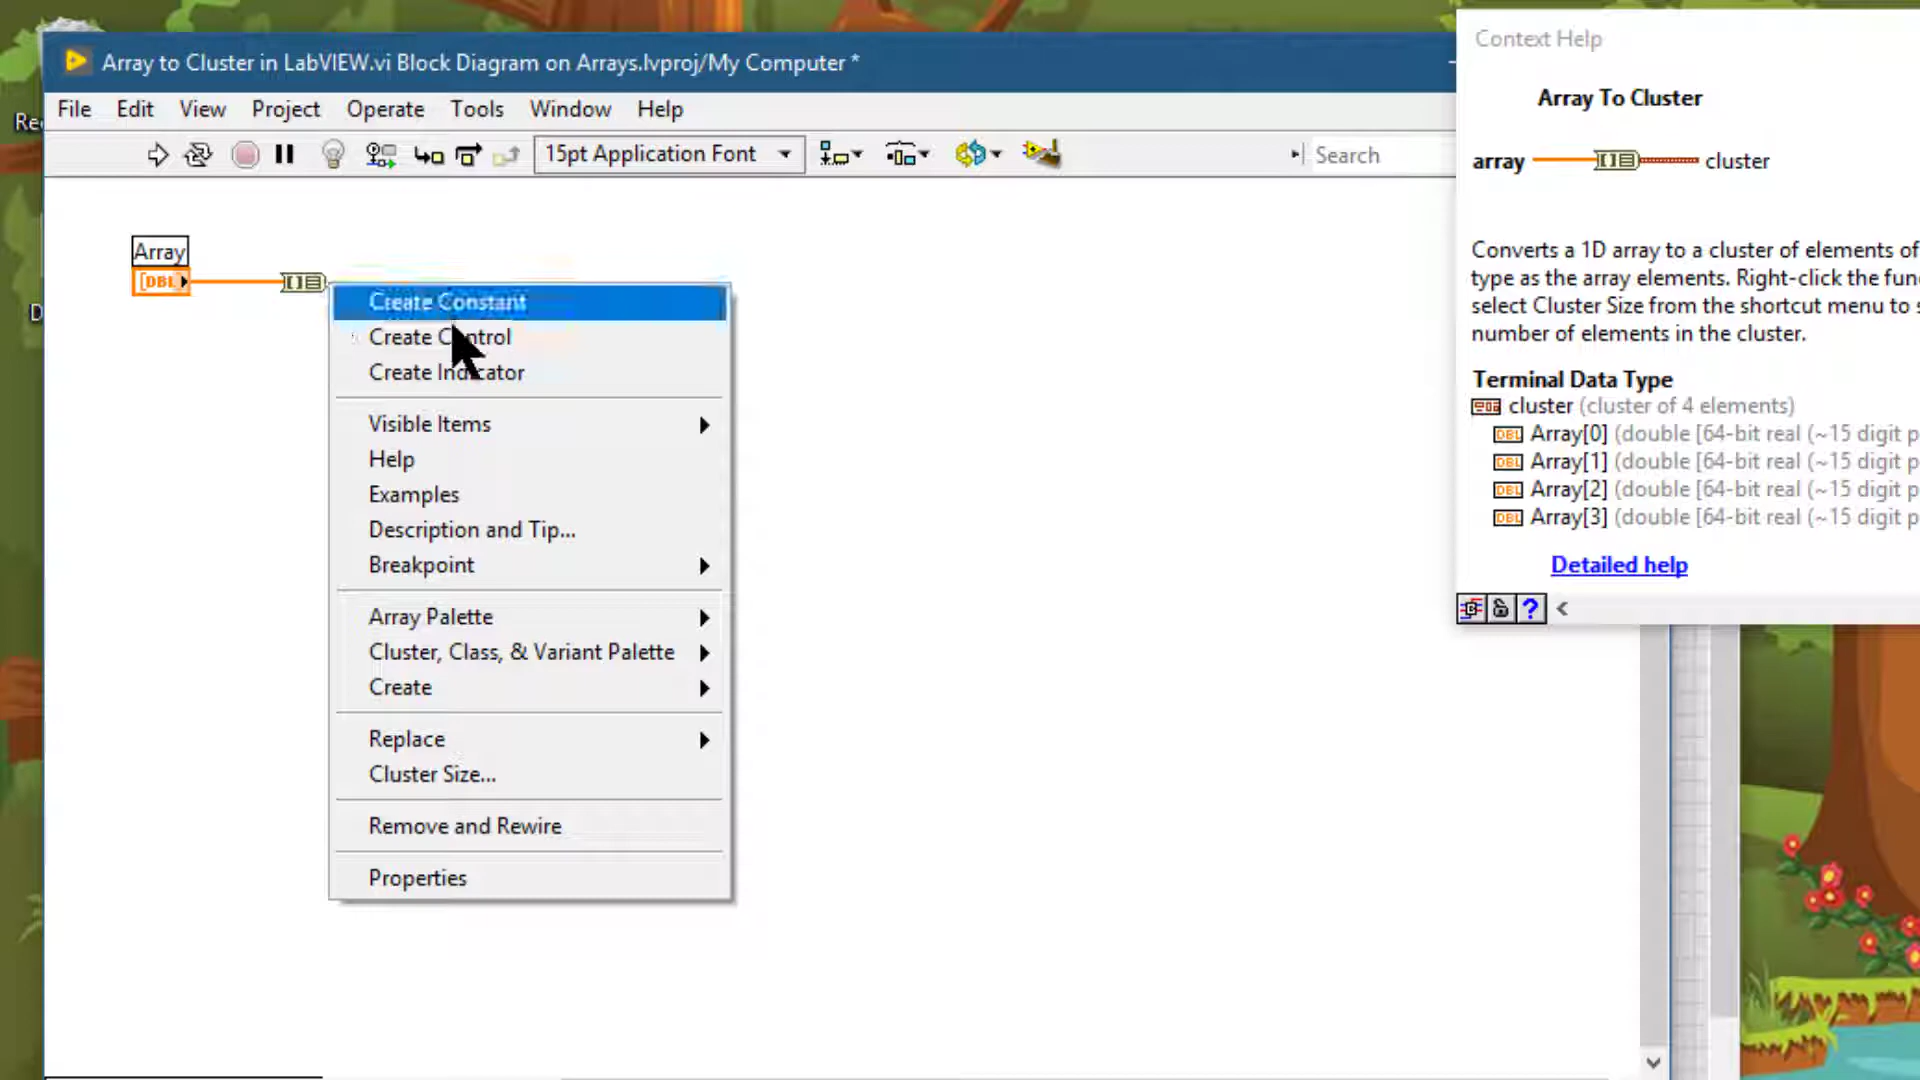 Array to Cluster in LabVIEW.vi Block Diagram on Arrays.lvproj/My Computer *
File Edit View Project Operate Tools Window Help
15pt Application Font
Search
Array
DBL
Create Constant
Create Control
Create Indicator
Visible Items
Help
Examples
Description and Tip...
Breakpoint
Array Palette
Cluster, Class, & Variant Palette
Create
Replace
Cluster Size...
Remove and Rewire
Properties
Context Help
Array To Cluster
array cluster
Converts a 1D array to a cluster of elements of
type as the array elements. Right-click the fun
select Cluster Size from the shortcut menu to s
number of elements in the cluster.
Terminal Data Type
cluster (cluster of 4 elements)
DBL Array[0] (double [64-bit real (~15 digit p
DBL Array[1] (double [64-bit real (~15 digit p
DBL Array[2] (double [64-bit real (~15 digit p
DBL Array[3] (double [64-bit real (~15 digit p
Detailed help
?